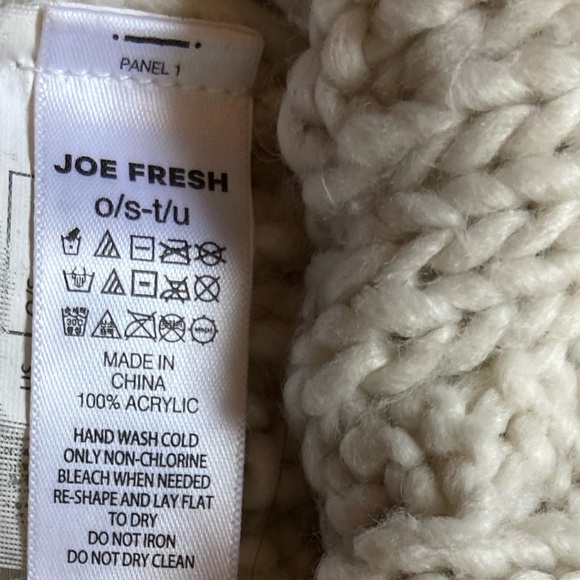 PANEL 1
JOE FRESH
o/s-t/u
MADE IN
CHINA
100% ACRYLIC
HAND WASH COLD
ONLY NON-CHLORINE
BLEACH WHEN NEEDED
RE-SHAPE AND LAY FLAT
TO DRY
DO NOT IRON
DO NOT DRY CLEAN